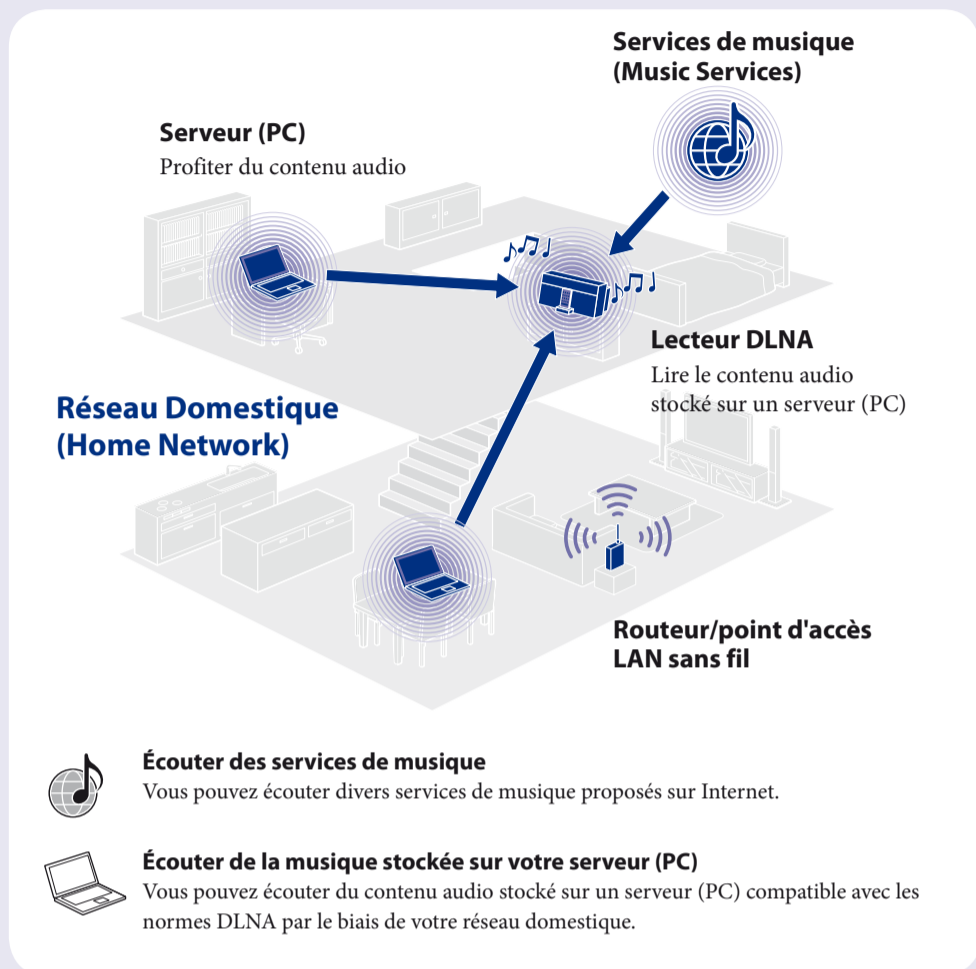 Services de musique
(Music Services)
Serveur (PC)
Profiter du contenu audio
Lecteur DLNA
Lire le contenu audio
stocké sur un serveur (PC)
Réseau Domestique
(Home Network)
Routeur/point d'accès
LAN sans fil
Écouter des services de musique
Vous pouvez écouter divers services de musique proposés sur Internet.
Écouter de la musique stockée sur votre serveur (PC)
Vous pouvez écouter du contenu audio stocké sur un serveur (PC) compatible avec les
normes DLNA par le biais de votre réseau domestique.